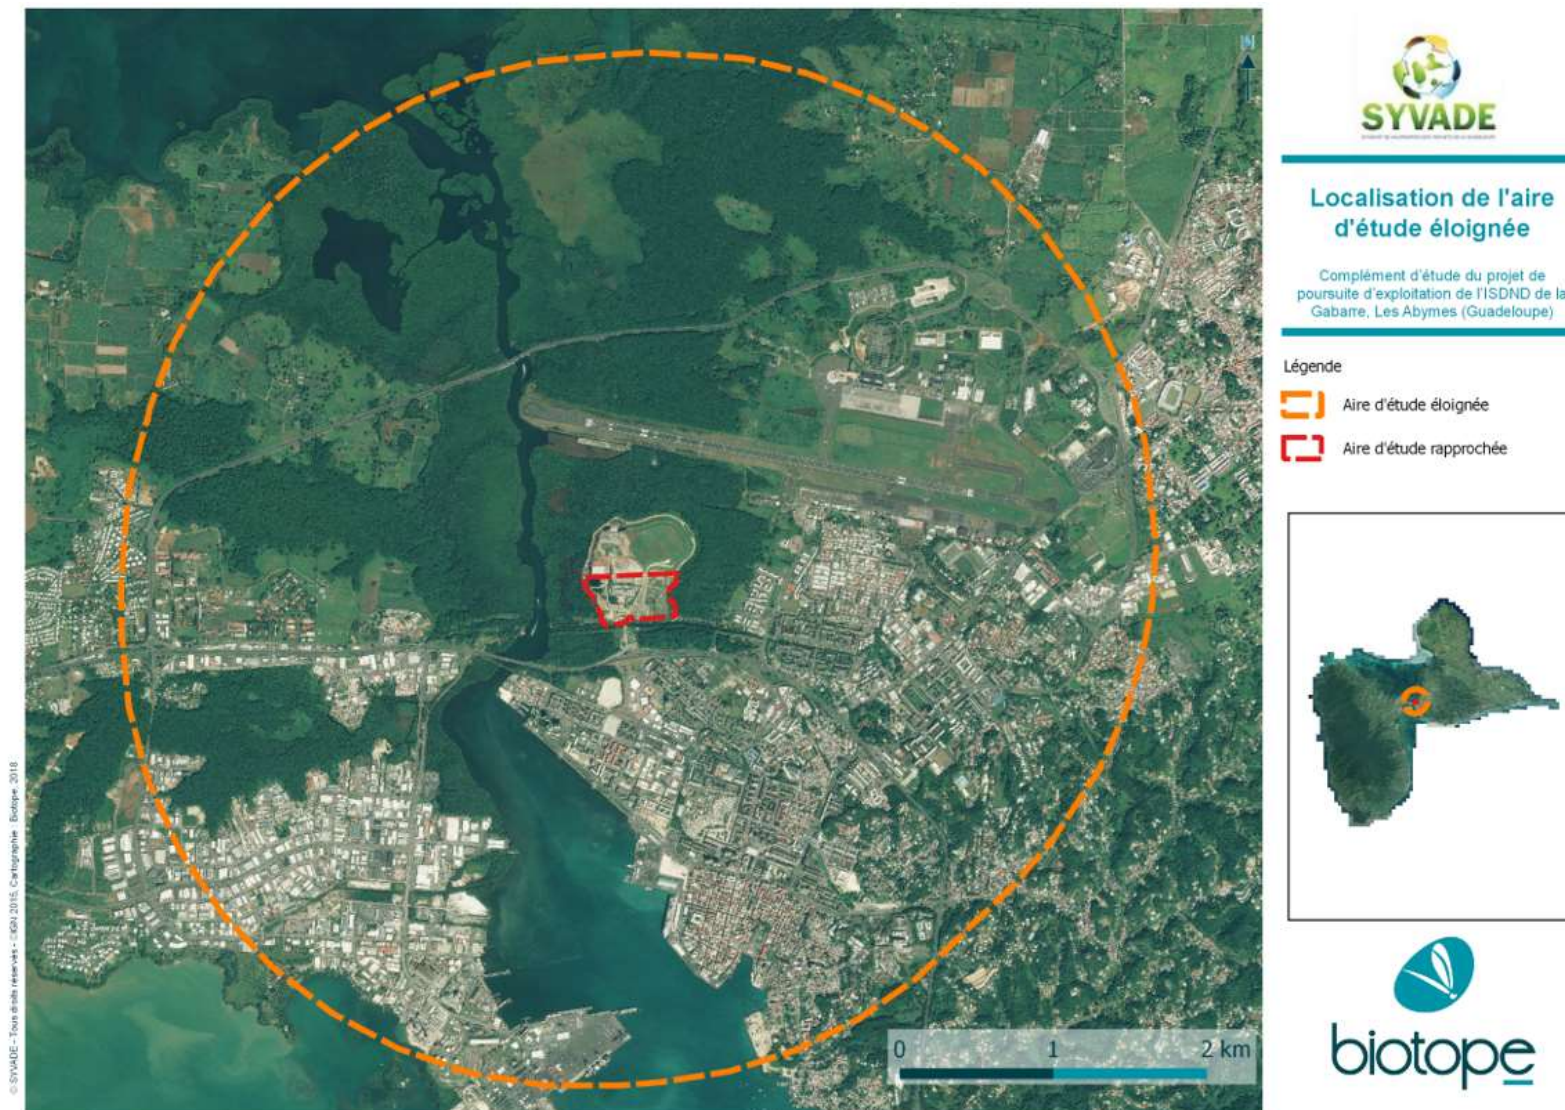 N
SYVADE
Localisation de l'aire
d'étude éloignée
Complément d'étude du projet de
poursuite d'exploitation de l'ISDND de la
Gabarre, Les Abymes (Guadeloupe)
Légende
Aire d'étude éloignée
Aire d'étude rapprochée
0 1 2 km
biotope
© SYVADE - Tous droits réservés - ©IGN 2015, Cartographie : Biotope, 2018